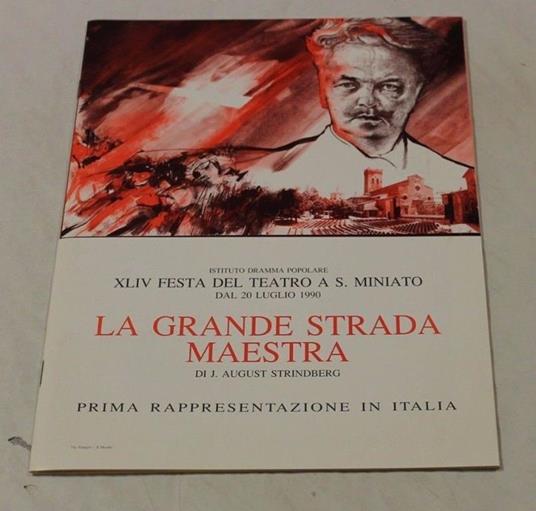 ISTITUTO DRAMMA POPOLARE
XLIV FESTA DEL TEATRO A S. MINIATO
DAL 20 LUGLIO 1990
LA GRANDE STRADA
MAESTRA
DI J. AUGUST STRINDBERG
PRIMA RAPPRESENTAZIONE IN ITALIA